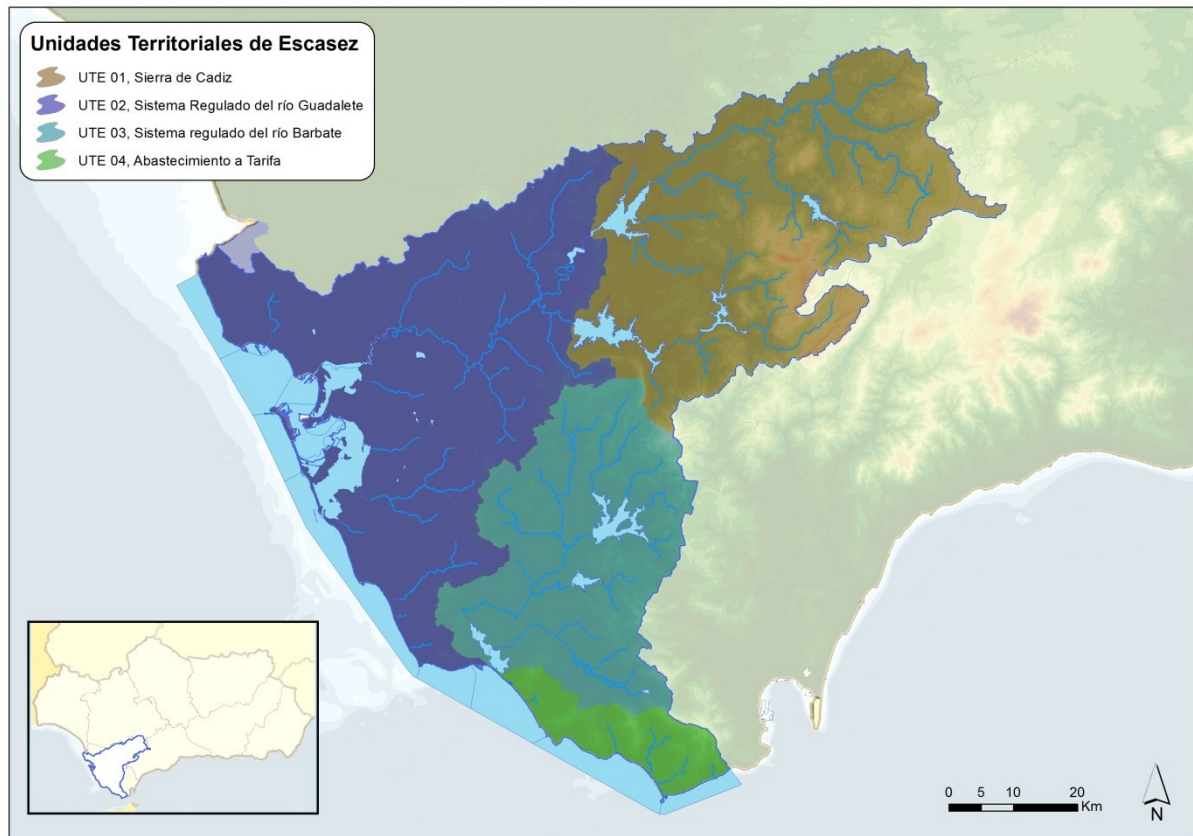 Unidades Territoriales de Escasez
UTE 01, Sierra de Cadiz
UTE 02, Sistema Regulado del río Guadalete
UTE 03, Sistema regulado del río Barbate
UTE 04, Abastecimiento a Tarifa
0 5 10 20
Km
N